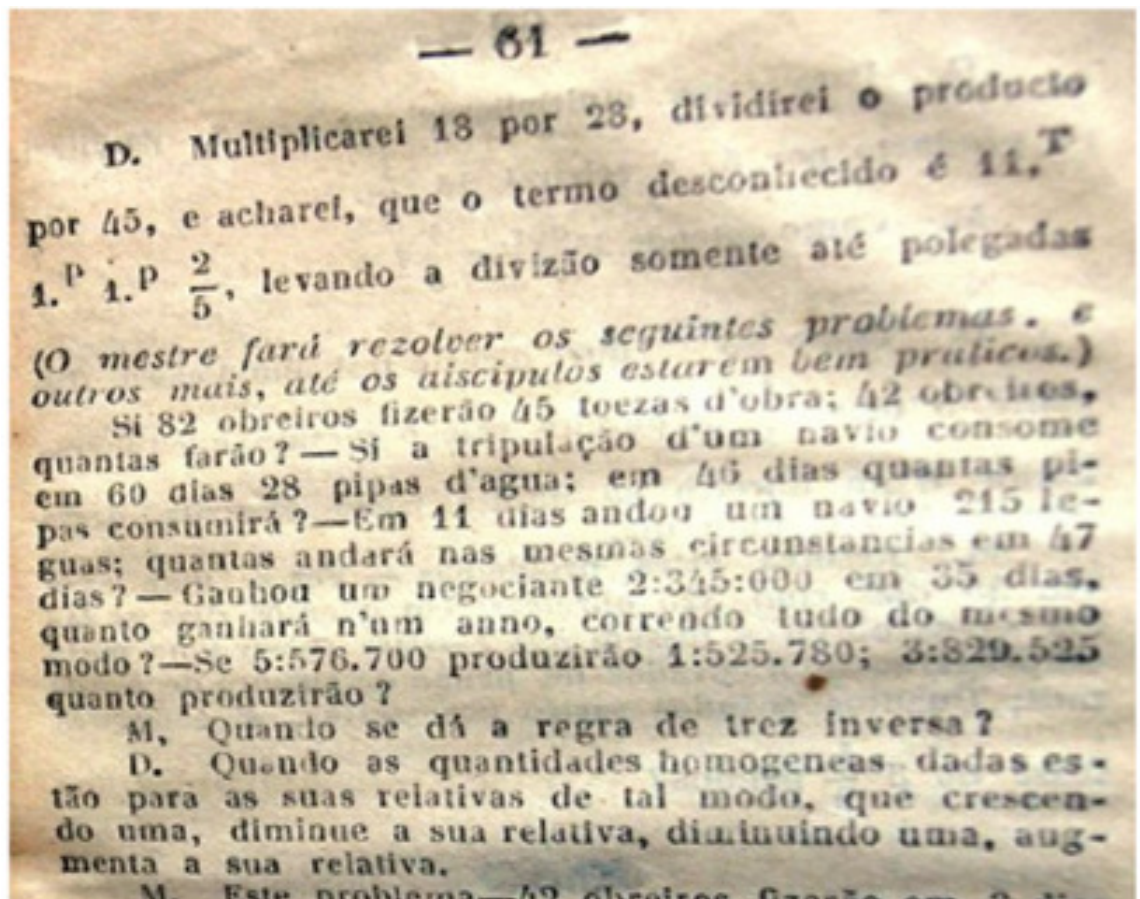 — 61 —
D. Multiplicarei 18 por 28, dividirei o producto
por 45, e acharei, que o termo desconhecido é 11.ᵀ
1.ᴾ 1.ᵖ 2/5, levando a divizão somente até polegadas
(O mestre fará rezolver os seguintes problemas, e
outros mais, até os discipulos estarem bem praticos.)
Si 82 obreiros fizerão 45 toezas d'obra; 42 obreiros,
quantas farão? — Si a tripulação d'um navio consome
em 60 dias 28 pipas d'agua; em 46 dias quantas pi-
pas consumirá?—Em 11 dias andou um navio 215 le-
guas; quantas andará nas mesmas circunstancias em 47
dias? — Ganhou um negociante 2:345:000 em 35 dias,
quanto ganhará n'um anno, correndo tudo do mesmo
modo?—Se 5:576.700 produzirão 1:525.780; 3:829.525
quanto produzirão?
M. Quando se dá a regra de trez inversa?
D. Quando as quantidades homogeneas dadas es-
tão para as suas relativas de tal modo, que crescen-
do uma, diminue a sua relativa, diminuindo uma, aug-
menta a sua relativa.
M. Este problema—42 obreiros fizerão em